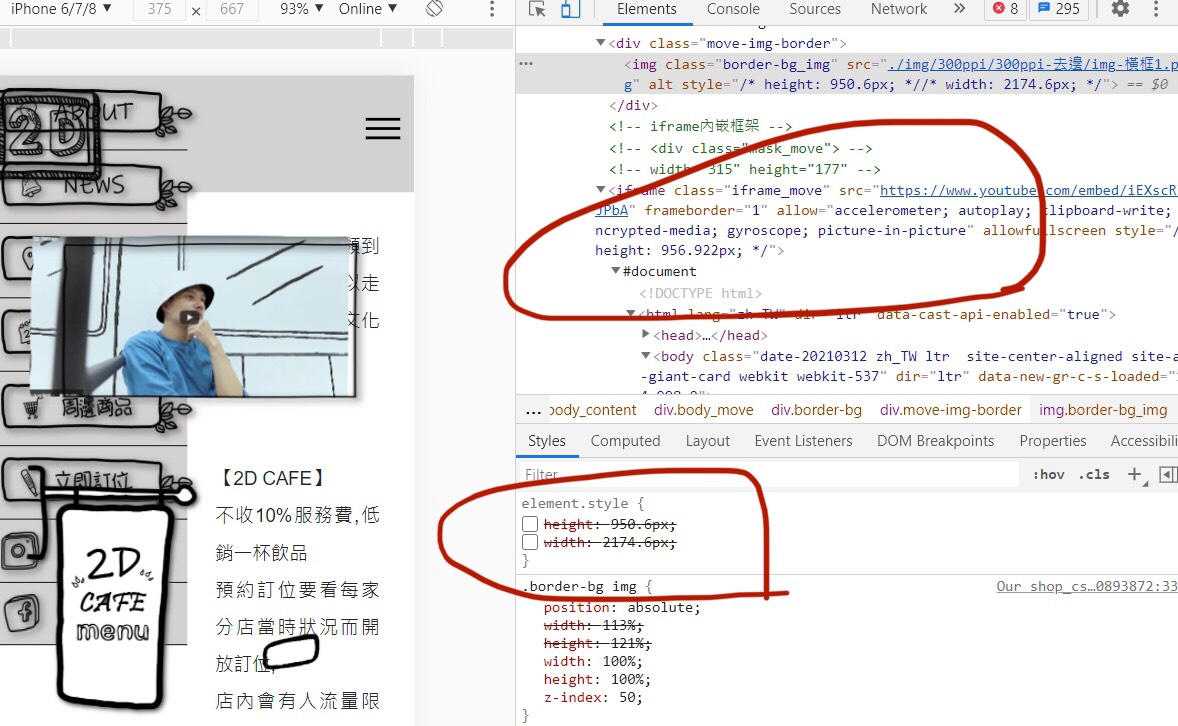 iPhone 6/7/8 ▼ 375 × 667 93% ▼ Online ▼
Elements Console Sources Network » 8 295
ABOUT
2D
NEWS
類到
以走
文化
周邊商品
立即訂位
2D
CAFE
menu
【2D CAFE】
不收10%服務費,低
銷一杯飲品
預約訂位要看每家
分店當時狀況而開
放訂位,
店內會有人流量限
▼<div class="move-img-border">
<img class="border-bg_img" src="./img/300ppi/300ppi-去邊/img-橫框1.p
g" alt style="/* height: 950.6px; *//* width: 2174.6px; */"> == $0
</div>
<!-- iframe內嵌框架 -->
<!-- <div class="mask_move"> -->
<!-- width="315" height="177" -->
▼<iframe class="iframe_move" src="https://www.youtube.com/embed/iEXscR
JPbA" frameborder="1" allow="accelerometer; autoplay; clipboard-write;
ncrypted-media; gyroscope; picture-in-picture" allowfullscreen style="/
height: 956.922px; */">
▼#document
<!DOCTYPE html>
▼<html lang="zh-TW" dir="ltr" data-cast-api-enabled="true">
▶<head>…</head>
▼<body class="date-20210312 zh_TW ltr site-center-aligned site-a
-giant-card webkit webkit-537" dir="ltr" data-new-gr-c-s-loaded="
... body_content div.body_move div.border-bg div.move-img-border img.border-bg_img
Styles Computed Layout Event Listeners DOM Breakpoints Properties Accessibili
Filter :hov .cls +
element.style {
height: 950.6px;
width: 2174.6px;
}
.border-bg img { Our shop_cs…0893872:33
position: absolute;
width: 113%;
height: 121%;
width: 100%;
height: 100%;
z-index: 50;
}